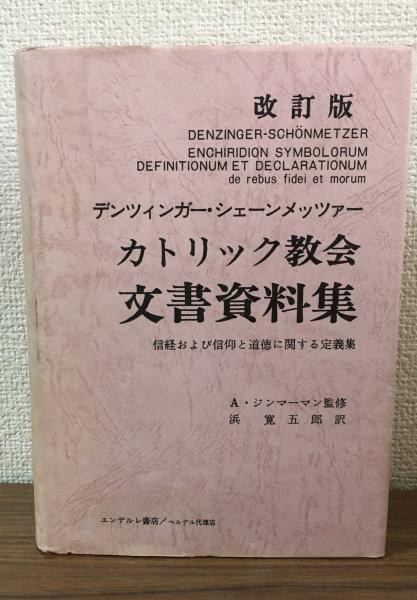 改訂版
DENZINGER-SCHÖNMETZER
ENCHIRIDION SYMBOLORUM
DEFINITIONUM ET DECLARATIONUM
de rebus fidei et morum
デンツィンガー・シェーンメッツァー
カトリック教会
文書資料集
信経および信仰と道徳に関する定義集
A・ジンマーマン監修
浜寛五郎訳
エンデルレ書店/ヘルデル代理店